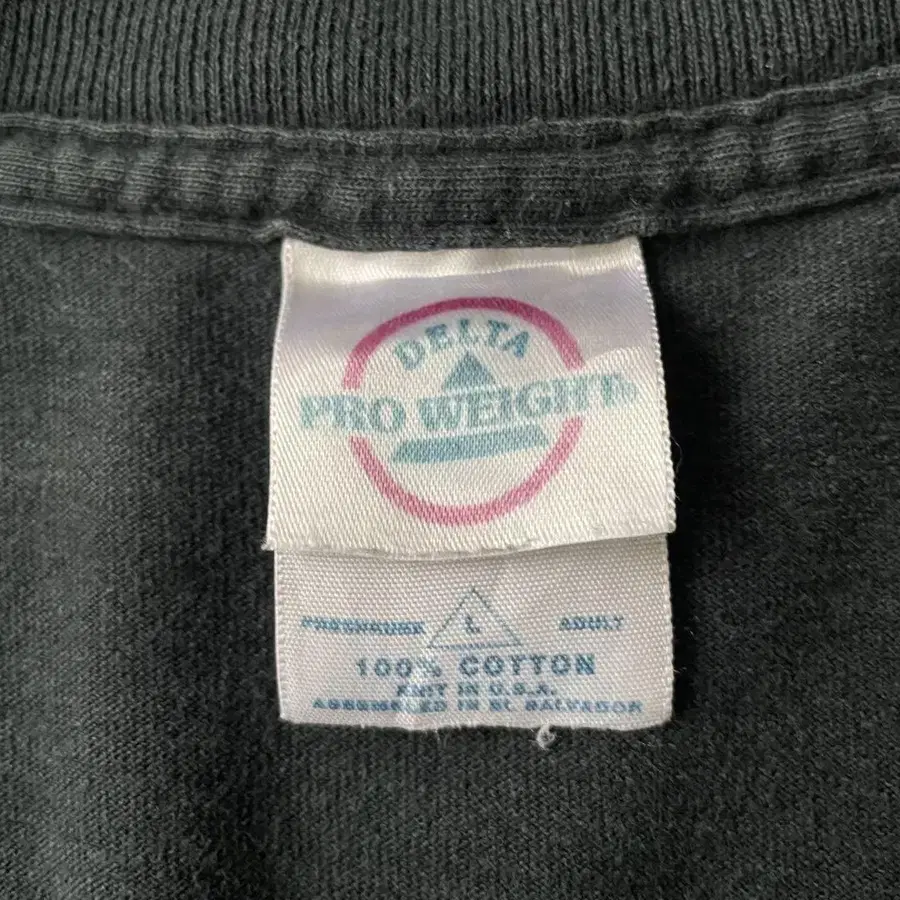 DELTA
PRO WEIGHT®
PRESHRUNK L ADULT
100% COTTON
KNIT IN U.S.A.
ASSEMBLED IN EL SALVADOR